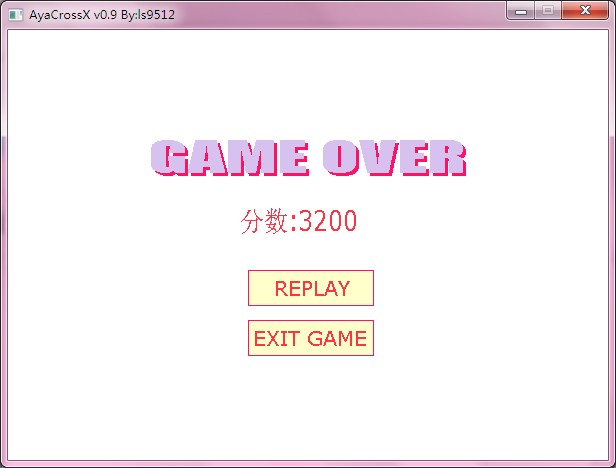 AyaCrossX v0.9 By:ls9512
GAME OVER
分数:3200
REPLAY
EXIT GAME